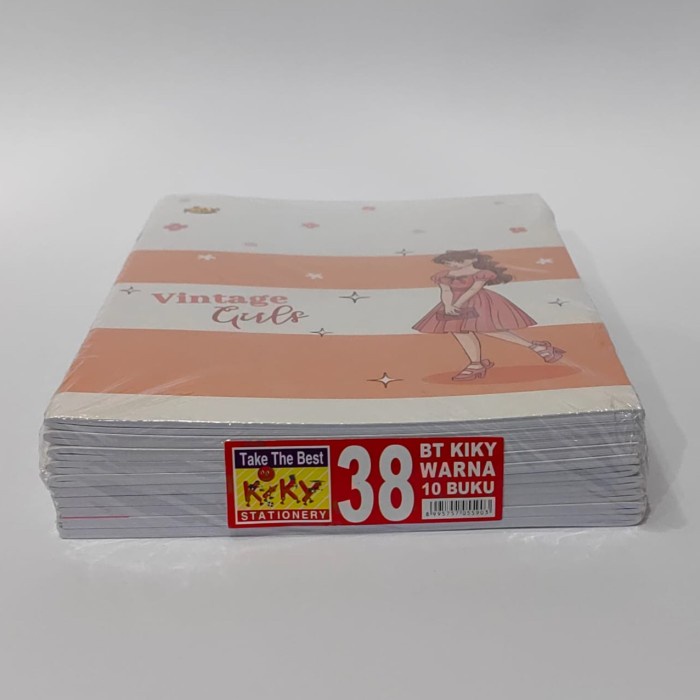 Vintage
Girls
Take The Best
KiKY
STATIONERY
38
BT KIKY
WARNA
10 BUKU